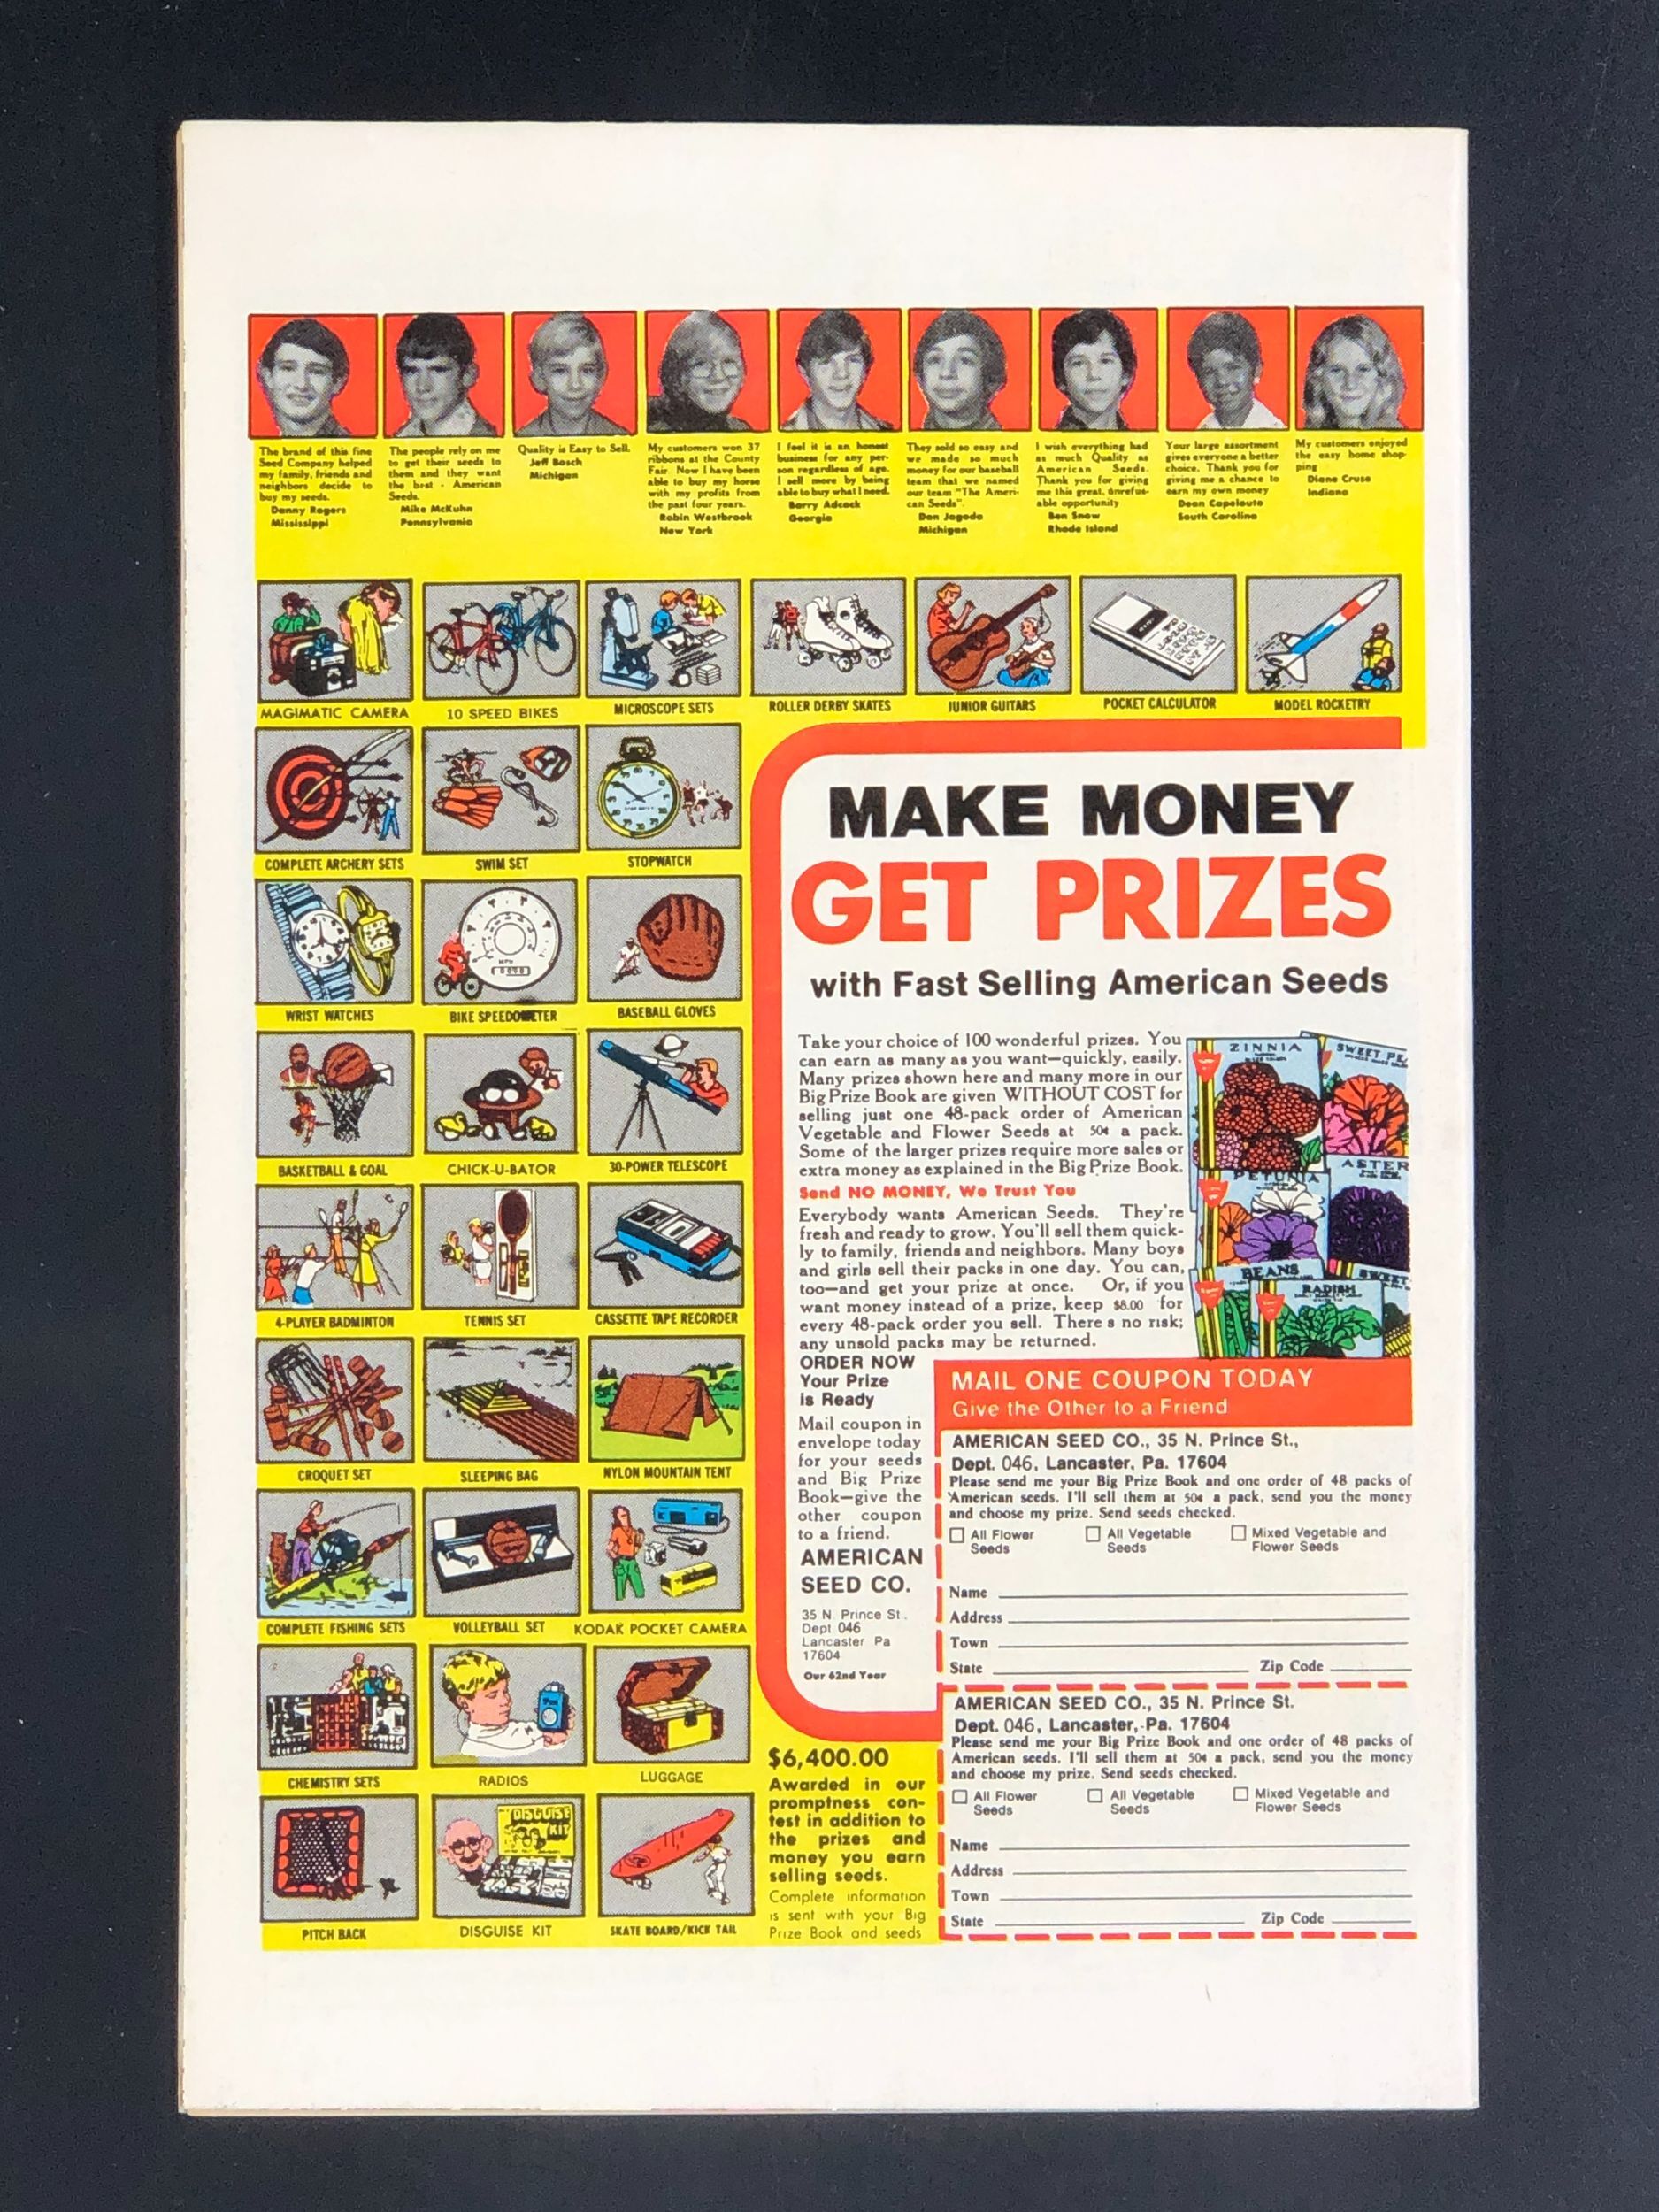 The brand of this fine
Seed Company helped
my family, friends and
neighbors decide to
buy my seeds.
Danny Rogers
Mississippi
The people rely on me
to get their seeds to
them and they want
the best - American
Seeds.
Mike McKuhn
Pennsylvania
Quality is Easy to Sell.
Jeff Bosch
Michigan
My customers won 37
ribbons at the County
Fair. Now I have been
able to buy my horse
with my profits from
the past four years.
Robin Westbrook
New York
I feel it is an honest
business for any per-
son regardless of age.
I sell more by being
able to buy what I need.
Barry Adcock
Georgia
They sold so easy and
we made so much
money for our baseball
team that we named
our team "The Ameri-
can Seeds".
Dan Jagoda
Michigan
I wish everything had
as much Quality as
American Seeds.
Thank you for giving
me this great, unrefus-
able opportunity
Ben Snow
Rhode Island
Your large assortment
gives everyone a better
choice. Thank you for
giving me a chance to
earn my own money
Dean Capelouto
South Carolina
My customers enjoyed
the easy home shop-
ping
Diane Cruse
Indiana
MAGIMATIC CAMERA
10 SPEED BIKES
MICROSCOPE SETS
ROLLER DERBY SKATES
JUNIOR GUITARS
POCKET CALCULATOR
MODEL ROCKETRY
COMPLETE ARCHERY SETS
SWIM SET
STOPWATCH
WRIST WATCHES
BIKE SPEEDOMETER
BASEBALL GLOVES
BASKETBALL & GOAL
CHICK-U-BATOR
30-POWER TELESCOPE
4-PLAYER BADMINTON
TENNIS SET
CASSETTE TAPE RECORDER
CROQUET SET
SLEEPING BAG
NYLON MOUNTAIN TENT
COMPLETE FISHING SETS
VOLLEYBALL SET
KODAK POCKET CAMERA
CHEMISTRY SETS
RADIOS
LUGGAGE
DISGUISE
KIT
PITCH BACK
DISGUISE KIT
SKATE BOARD/KICK TAIL
MAKE MONEY
GET PRIZES
with Fast Selling American Seeds
Take your choice of 100 wonderful prizes. You
can earn as many as you want—quickly, easily.
Many prizes shown here and many more in our
Big Prize Book are given WITHOUT COST for
selling just one 48-pack order of American
Vegetable and Flower Seeds at 50¢ a pack.
Some of the larger prizes require more sales or
extra money as explained in the Big Prize Book.
Send NO MONEY, We Trust You
Everybody wants American Seeds. They're
fresh and ready to grow. You'll sell them quick-
ly to family, friends and neighbors. Many boys
and girls sell their packs in one day. You can,
too—and get your prize at once. Or, if you
want money instead of a prize, keep $8.00 for
every 48-pack order you sell. There s no risk;
any unsold packs may be returned.
ZINNIA
SWEET PE
ASTER
PETUNIA
BEANS
RADISH
SWEET
ORDER NOW
Your Prize
is Ready
Mail coupon in
envelope today
for your seeds
and Big Prize
Book—give the
other coupon
to a friend.
AMERICAN
SEED CO.
35 N. Prince St.
Dept 046
Lancaster Pa
17604
Our 62nd Year
$6,400.00
Awarded in our
promptness con-
test in addition to
the prizes and
money you earn
selling seeds.
Complete information
is sent with your Big
Prize Book and seeds
MAIL ONE COUPON TODAY
Give the Other to a Friend
AMERICAN SEED CO., 35 N. Prince St.,
Dept. 046, Lancaster, Pa. 17604
Please send me your Big Prize Book and one order of 48 packs of
American seeds. I'll sell them at 50¢ a pack, send you the money
and choose my prize. Send seeds checked.
All Flower Seeds
All Vegetable Seeds
Mixed Vegetable and Flower Seeds
Name
Address
Town
State Zip Code
AMERICAN SEED CO., 35 N. Prince St.
Dept. 046, Lancaster, Pa. 17604
Please send me your Big Prize Book and one order of 48 packs of
American seeds. I'll sell them at 50¢ a pack, send you the money
and choose my prize. Send seeds checked.
All Flower Seeds
All Vegetable Seeds
Mixed Vegetable and Flower Seeds
Name
Address
Town
State Zip Code